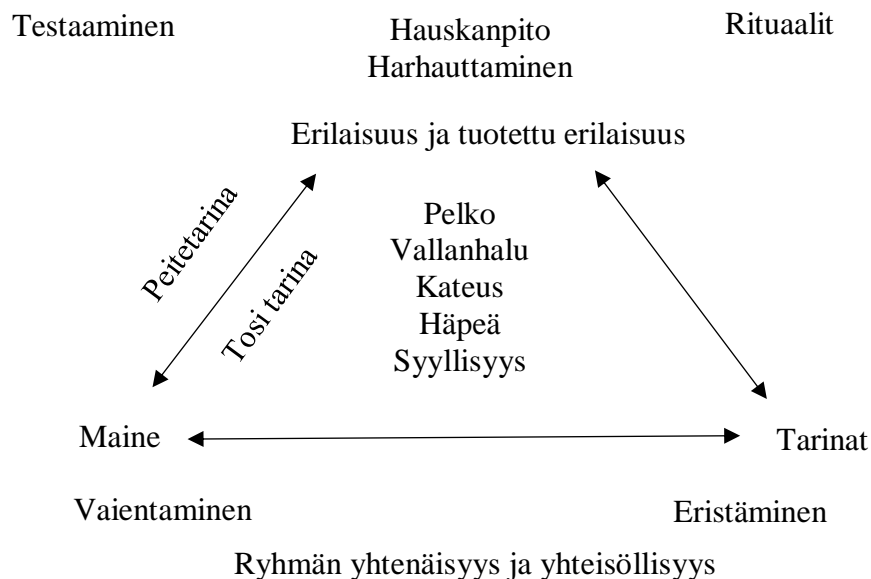 Testaaminen
Hauskanpito
Harhauttaminen
Rituaalit
Erilaisuus ja tuotettu erilaisuus
Peitetarina
Tosi tarina
Pelko
Vallanhalu
Kateus
Häpeä
Syyllisyys
Maine
Tarinat
Vaientaminen
Eristäminen
Ryhmän yhtenäisyys ja yhteisöllisyys